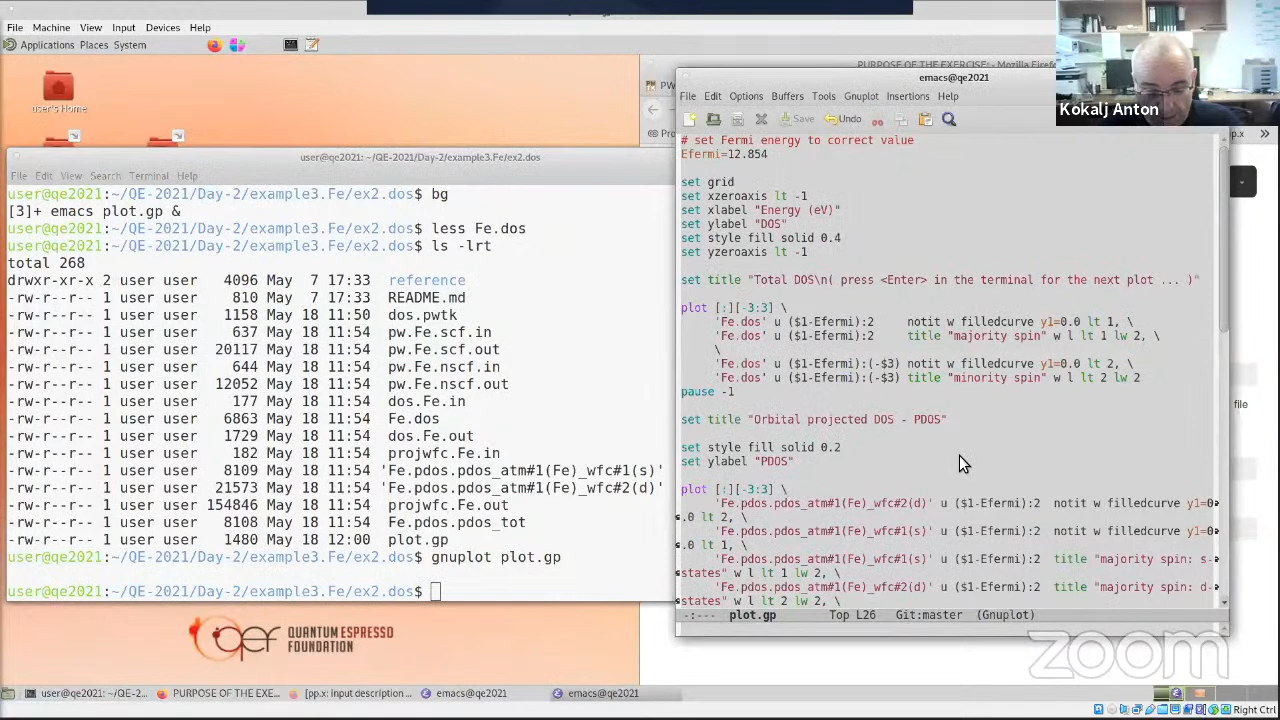 File Machine View Input Devices Help
Applications Places System
user's Home
PURPOSE OF THE EXERCISE: - Mozilla Firef
PW
Pro
p.x
file
user@qe2021: ~/QE-2021/Day-2/example3.Fe/ex2.dos
File Edit View Search Terminal Help
user@qe2021:~/QE-2021/Day-2/example3.Fe/ex2.dos$ bg
[3]+ emacs plot.gp &
user@qe2021:~/QE-2021/Day-2/example3.Fe/ex2.dos$ less Fe.dos
user@qe2021:~/QE-2021/Day-2/example3.Fe/ex2.dos$ ls -lrt
total 268
drwxr-xr-x 2 user user 4096 May 7 17:33 reference
-rw-r--r-- 1 user user 810 May 7 17:33 README.md
-rw-r--r-- 1 user user 1158 May 18 11:50 dos.pwtk
-rw-r--r-- 1 user user 637 May 18 11:54 pw.Fe.scf.in
-rw-r--r-- 1 user user 20117 May 18 11:54 pw.Fe.scf.out
-rw-r--r-- 1 user user 644 May 18 11:54 pw.Fe.nscf.in
-rw-r--r-- 1 user user 12052 May 18 11:54 pw.Fe.nscf.out
-rw-r--r-- 1 user user 177 May 18 11:54 dos.Fe.in
-rw-r--r-- 1 user user 6863 May 18 11:54 Fe.dos
-rw-r--r-- 1 user user 1729 May 18 11:54 dos.Fe.out
-rw-r--r-- 1 user user 182 May 18 11:54 projwfc.Fe.in
-rw-r--r-- 1 user user 8109 May 18 11:54 'Fe.pdos.pdos_atm#1(Fe)_wfc#1(s)'
-rw-r--r-- 1 user user 21573 May 18 11:54 'Fe.pdos.pdos_atm#1(Fe)_wfc#2(d)'
-rw-r--r-- 1 user user 154846 May 18 11:54 projwfc.Fe.out
-rw-r--r-- 1 user user 8108 May 18 11:54 Fe.pdos.pdos_tot
-rw-r--r-- 1 user user 1480 May 18 12:00 plot.gp
user@qe2021:~/QE-2021/Day-2/example3.Fe/ex2.dos$ gnuplot plot.gp
user@qe2021:~/QE-2021/Day-2/example3.Fe/ex2.dos$
emacs@qe2021
File Edit Options Buffers Tools Gnuplot Insertions Help
Save Undo
# set Fermi energy to correct value
Efermi=12.854
set grid
set xzeroaxis lt -1
set xlabel "Energy (eV)"
set ylabel "DOS"
set style fill solid 0.4
set yzeroaxis lt -1
set title "Total DOS\n( press <Enter> in the terminal for the next plot ... )"
plot [:][-3:3] \
'Fe.dos' u ($1-Efermi):2 notit w filledcurve y1=0.0 lt 1, \
'Fe.dos' u ($1-Efermi):2 title "majority spin" w l lt 1 lw 2, \
\
'Fe.dos' u ($1-Efermi):(-$3) notit w filledcurve y1=0.0 lt 2, \
'Fe.dos' u ($1-Efermi):(-$3) title "minority spin" w l lt 2 lw 2
pause -1
set title "Orbital projected DOS - PDOS"
set style fill solid 0.2
set ylabel "PDOS"
plot [:][-3:3] \
'Fe.pdos.pdos_atm#1(Fe)_wfc#2(d)' u ($1-Efermi):2 notit w filledcurve y1=0
.0 lt 2, \
'Fe.pdos.pdos_atm#1(Fe)_wfc#1(s)' u ($1-Efermi):2 notit w filledcurve y1=0
.0 lt 1, \
'Fe.pdos.pdos_atm#1(Fe)_wfc#1(s)' u ($1-Efermi):2 title "majority spin: s-
states" w l lt 1 lw 2, \
'Fe.pdos.pdos_atm#1(Fe)_wfc#2(d)' u ($1-Efermi):2 title "majority spin: d-
states" w l lt 2 lw 2, \
-:--- plot.gp Top L26 Git:master (Gnuplot)
Kokalj Anton
QUANTUM ESPRESSO
FOUNDATION
zoom
user@qe2021: ~/QE-2...
PURPOSE OF THE EXE...
[pp.x: input description...
emacs@qe2021
emacs@qe2021
Right Ctrl